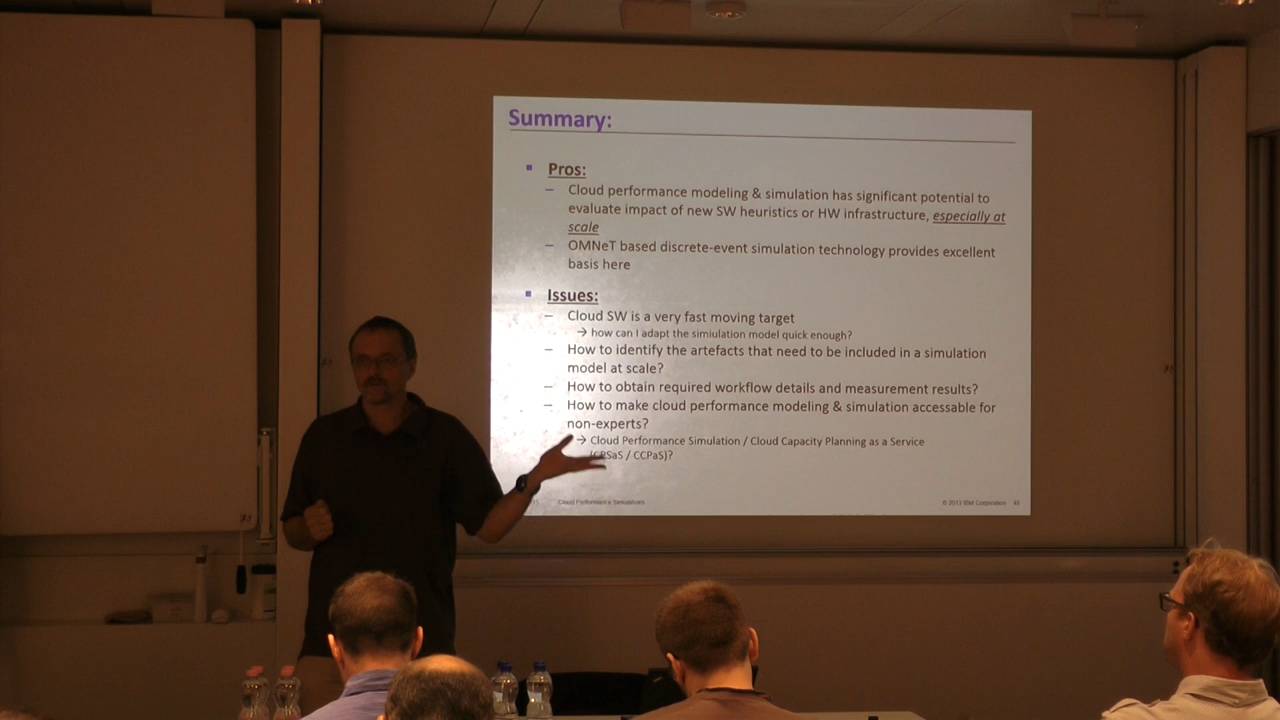 Summary:
Pros:
– Cloud performance modeling & simulation has significant potential to
evaluate impact of new SW heuristics or HW infrastructure, especially at
scale
– OMNeT based discrete-event simulation technology provides excellent
basis here
Issues:
– Cloud SW is a very fast moving target
→ how can I adapt the simiulation model quick enough?
– How to identify the artefacts that need to be included in a simulation
model at scale?
– How to obtain required workflow details and measurement results?
– How to make cloud performance modeling & simulation accessable for
non-experts?
→ Cloud Performance Simulation / Cloud Capacity Planning as a Service
(CPSaS / CCPaS)?
Cloud Performance Simulations
© 2013 IBM Corporation